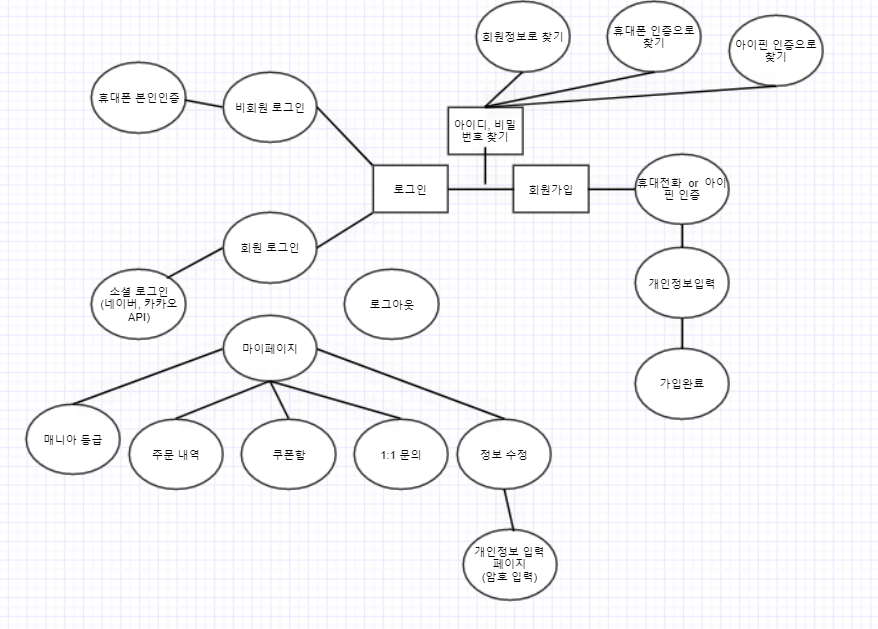 회원정보로 찾기
휴대폰 인증으로
찾기
아이핀 인증으로
찾기
휴대폰 본인인증
비회원 로그인
아이디, 비밀
번호 찾기
로그인
회원가입
휴대전화 or 아이
핀 인증
회원 로그인
소셜 로그인
(네이버, 카카오
API)
로그아웃
개인정보입력
마이페이지
가입완료
매니아 등급
주문 내역
쿠폰함
1:1 문의
정보 수정
개인정보 입력
페이지
(암호 입력)